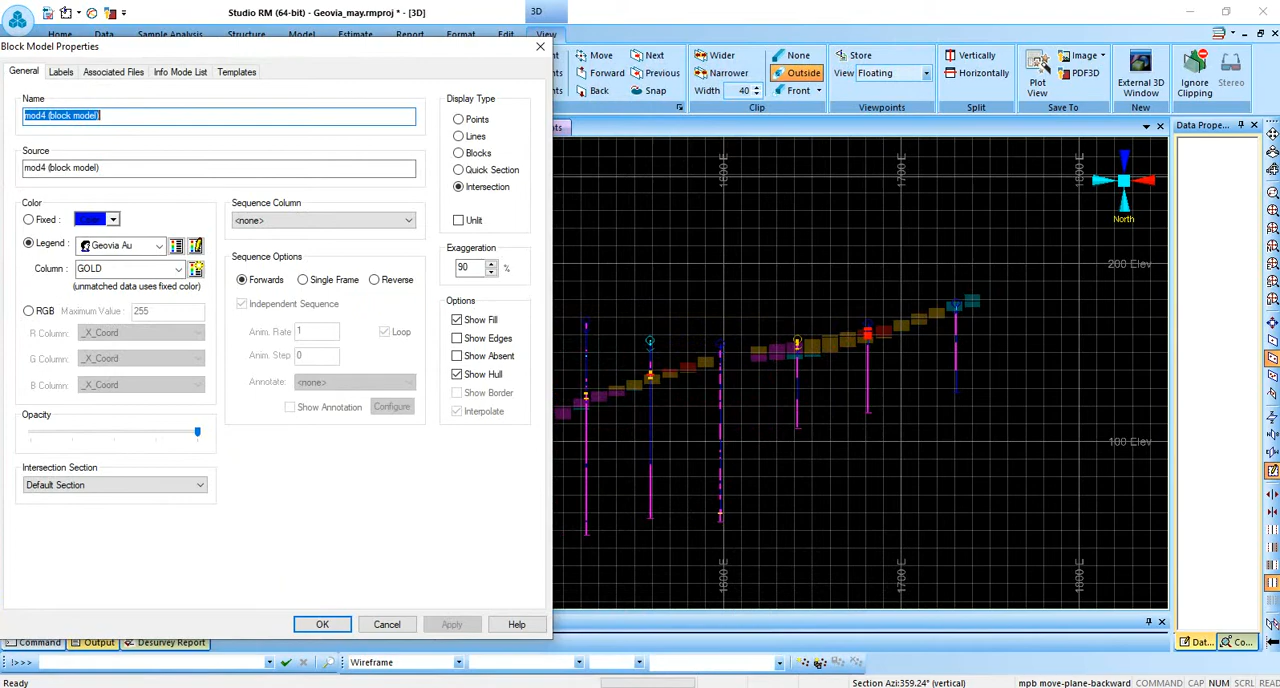 Studio RM (64-bit) - Geovia_may.rmproj * - [3D]
3D
Home Data Sample Analysis Structure Model Estimate Report Format Edit View
Block Model Properties
General Labels Associated Files Info Mode List Templates
Name
mod4 (block model)
Source
mod4 (block model)
Color
Fixed :
Legend : Geovia Au
Column : GOLD
(unmatched data uses fixed color)
RGB Maximum Value : 255
R Column: _X_Coord
G Column: _X_Coord
B Column: _X_Coord
Opacity
Intersection Section
Default Section
Sequence Column
<none>
Sequence Options
Forwards Single Frame Reverse
Independent Sequence
Anim. Rate 1 Loop
Anim. Step 0
Annotate: <none>
Show Annotation Configure
Display Type
Points
Lines
Blocks
Quick Section
Intersection
Unlit
Exaggeration
90 %
Options
Show Fill
Show Edges
Show Absent
Show Hull
Show Border
Interpolate
OK Cancel Apply Help
Move Next
Forward Previous
Back Snap
Wider None
Narrower Outside
Width 40 Front
Clip
Store
View Floating
Viewpoints
Vertically
Horizontally
Split
Plot View
Image
PDF3D
Save To
External 3D Window
New
Ignore Clipping
Stereo
Data Prope...
North
1600 E 1700 E 1800 E
200 Elev
100 Elev
1600 E 1700 E 1800 E
Dat... Co...
Command Output Desurvey Report
!>>> Wireframe
Ready Section Azi:359.24° (vertical) mpb move-plane-backward COMMAND CAP NUM SCRL READ